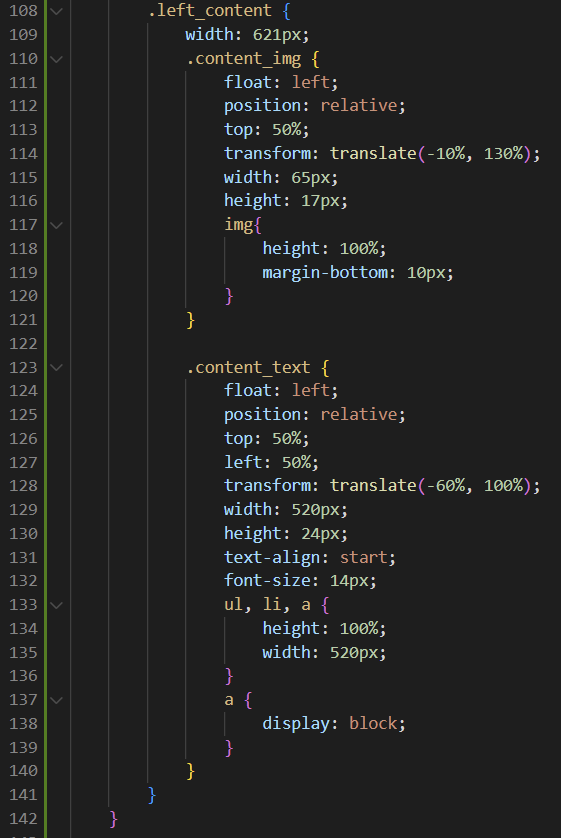 108 .left_content {
109 width: 621px;
110 .content_img {
111 float: left;
112 position: relative;
113 top: 50%;
114 transform: translate(-10%, 130%);
115 width: 65px;
116 height: 17px;
117 img{
118 height: 100%;
119 margin-bottom: 10px;
120 }
121 }
122
123 .content_text {
124 float: left;
125 position: relative;
126 top: 50%;
127 left: 50%;
128 transform: translate(-60%, 100%);
129 width: 520px;
130 height: 24px;
131 text-align: start;
132 font-size: 14px;
133 ul, li, a {
134 height: 100%;
135 width: 520px;
136 }
137 a {
138 display: block;
139 }
140 }
141 }
142 }